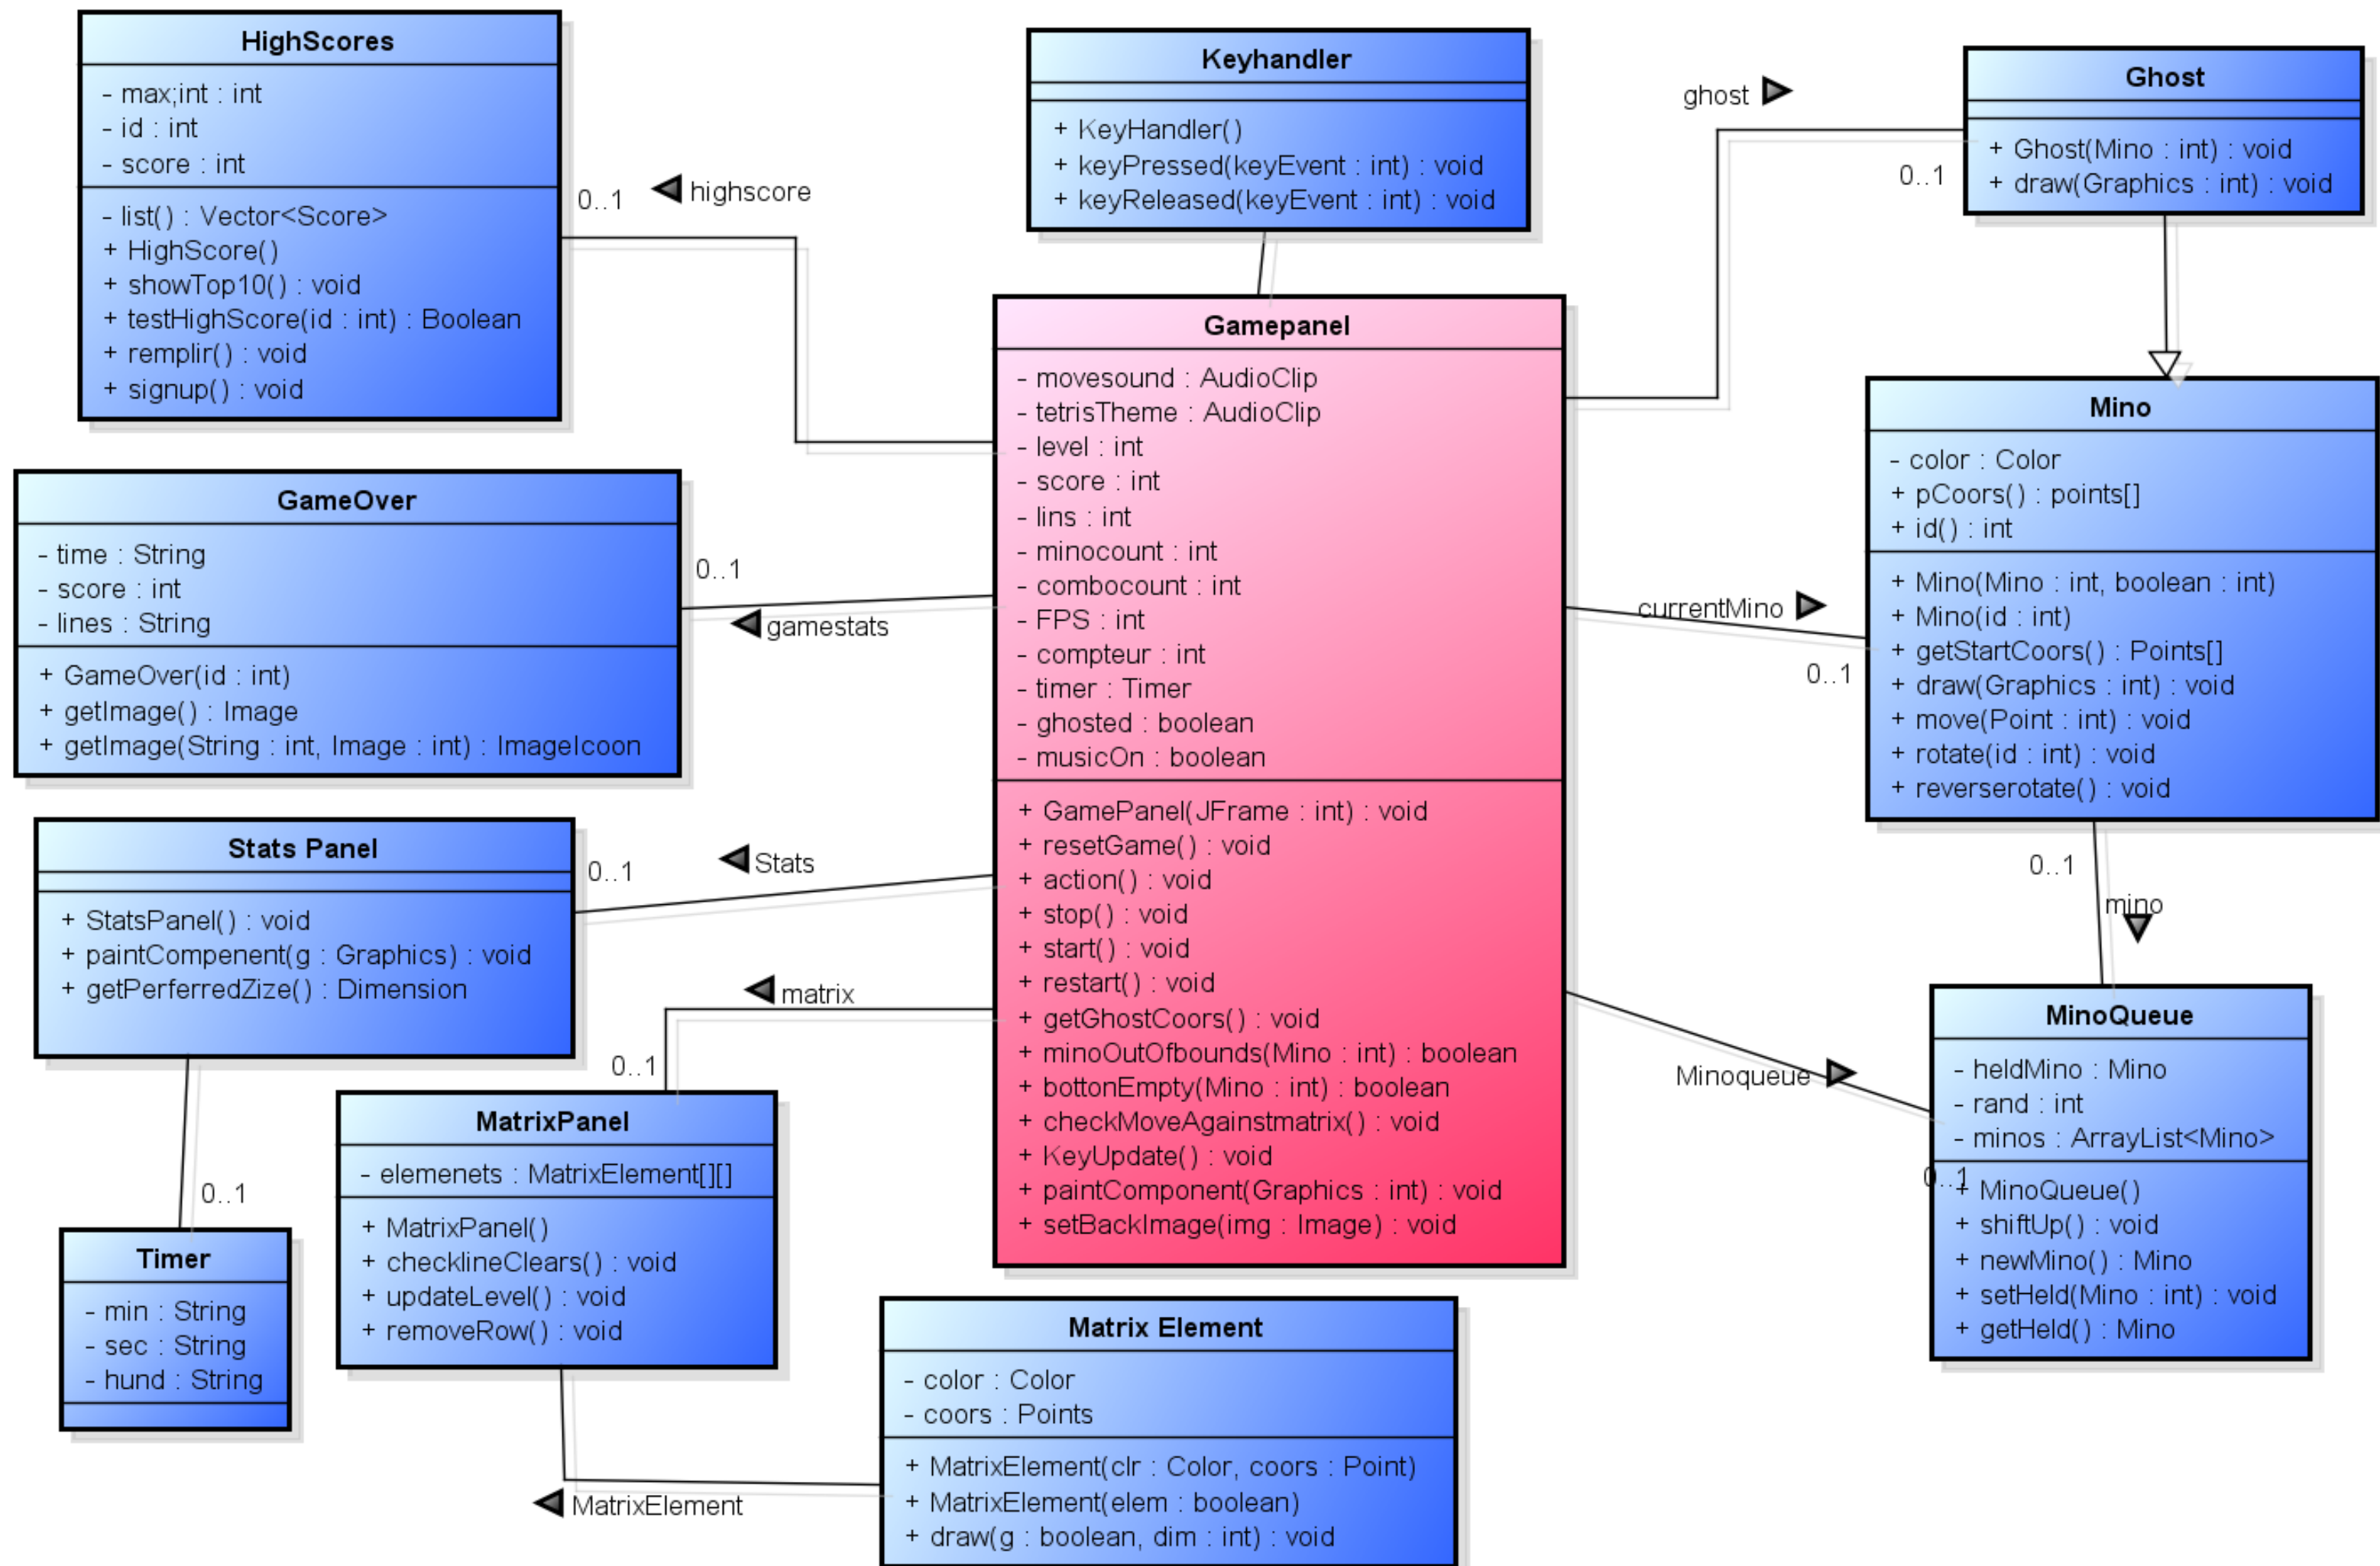 HighScores
- max;int : int
- id : int
- score : int
- list() : Vector<Score>
+ HighScore()
+ showTop10() : void
+ testHighScore(id : int) : Boolean
+ remplir() : void
+ signup() : void
0..1
highscore
Keyhandler
+ KeyHandler()
+ keyPressed(keyEvent : int) : void
+ keyReleased(keyEvent : int) : void
ghost
0..1
Ghost
+ Ghost(Mino : int) : void
+ draw(Graphics : int) : void
GameOver
- time : String
- score : int
- lines : String
+ GameOver(id : int)
+ getImage() : Image
+ getImage(String : int, Image : int) : ImageIcoon
0..1
gamestats
Gamepanel
- movesound : AudioClip
- tetrisTheme : AudioClip
- level : int
- score : int
- lins : int
- minocount : int
- combocount : int
- FPS : int
- compteur : int
- timer : Timer
- ghosted : boolean
- musicOn : boolean
+ GamePanel(JFrame : int) : void
+ resetGame() : void
+ action() : void
+ stop() : void
+ start() : void
+ restart() : void
+ getGhostCoors() : void
+ minoOutOfbounds(Mino : int) : boolean
+ bottonEmpty(Mino : int) : boolean
+ checkMoveAgainstmatrix() : void
+ KeyUpdate() : void
+ paintComponent(Graphics : int) : void
+ setBackImage(img : Image) : void
currentMino
0..1
Mino
- color : Color
+ pCoors() : points[]
+ id() : int
+ Mino(Mino : int, boolean : int)
+ Mino(id : int)
+ getStartCoors() : Points[]
+ draw(Graphics : int) : void
+ move(Point : int) : void
+ rotate(id : int) : void
+ reverserotate() : void
Stats Panel
+ StatsPanel() : void
+ paintCompenent(g : Graphics) : void
+ getPerferredZize() : Dimension
0..1
Stats
matrix
0..1
0..1
mino
Minoqueue
0..1
MinoQueue
- heldMino : Mino
- rand : int
- minos : ArrayList<Mino>
+ MinoQueue()
+ shiftUp() : void
+ newMino() : Mino
+ setHeld(Mino : int) : void
+ getHeld() : Mino
0..1
Timer
- min : String
- sec : String
- hund : String
MatrixPanel
- elemenets : MatrixElement[][]
+ MatrixPanel()
+ checklineClears() : void
+ updateLevel() : void
+ removeRow() : void
MatrixElement
Matrix Element
- color : Color
- coors : Points
+ MatrixElement(clr : Color, coors : Point)
+ MatrixElement(elem : boolean)
+ draw(g : boolean, dim : int) : void